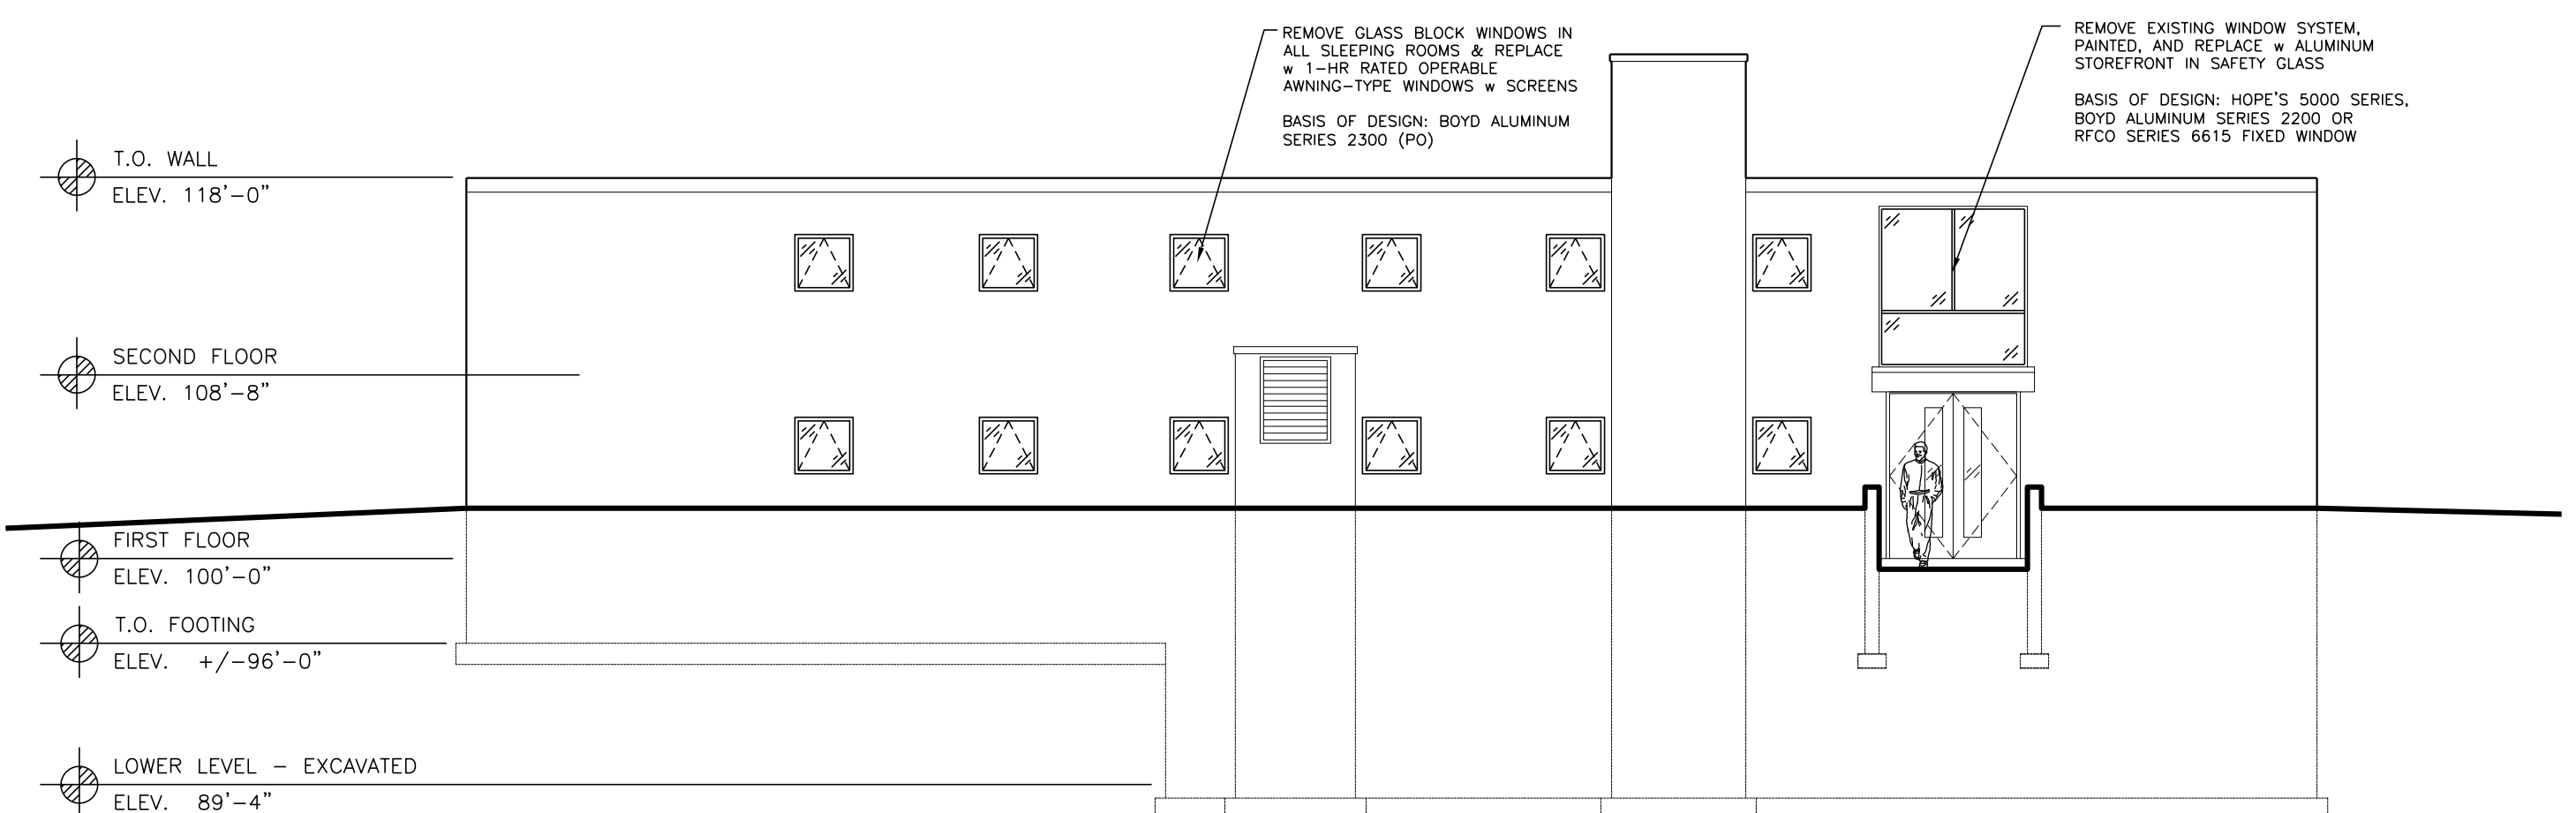 REMOVE GLASS BLOCK WINDOWS IN
ALL SLEEPING ROOMS & REPLACE
w 1-HR RATED OPERABLE
AWNING-TYPE WINDOWS w SCREENS
BASIS OF DESIGN: BOYD ALUMINUM
SERIES 2300 (PO)
REMOVE EXISTING WINDOW SYSTEM,
PAINTED, AND REPLACE w ALUMINUM
STOREFRONT IN SAFETY GLASS
BASIS OF DESIGN: HOPE'S 5000 SERIES,
BOYD ALUMINUM SERIES 2200 OR
RFCO SERIES 6615 FIXED WINDOW
T.O. WALL
ELEV. 118'-0"
SECOND FLOOR
ELEV. 108'-8"
FIRST FLOOR
ELEV. 100'-0"
T.O. FOOTING
ELEV. +/-96'-0"
LOWER LEVEL - EXCAVATED
ELEV. 89'-4"